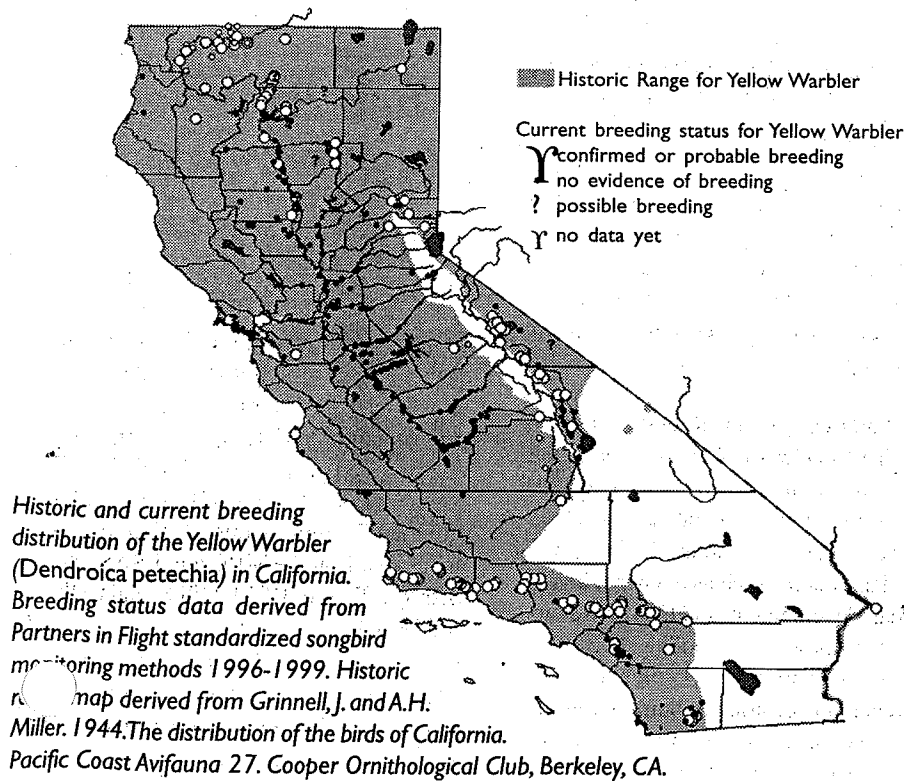 Historic Range for Yellow Warbler
Current breeding status for Yellow Warbler
confirmed or probable breeding
no evidence of breeding
? possible breeding
no data yet
Historic and current breeding
distribution of the Yellow Warbler
(Dendroica petechia) in California.
Breeding status data derived from
Partners in Flight standardized songbird
methods 1996-1999. Historic
map derived from Grinnell, J. and A.H.
Miller. 1944.The distribution of the birds of California.
Pacific Coast Avifauna 27. Cooper Ornithological Club, Berkeley, CA.